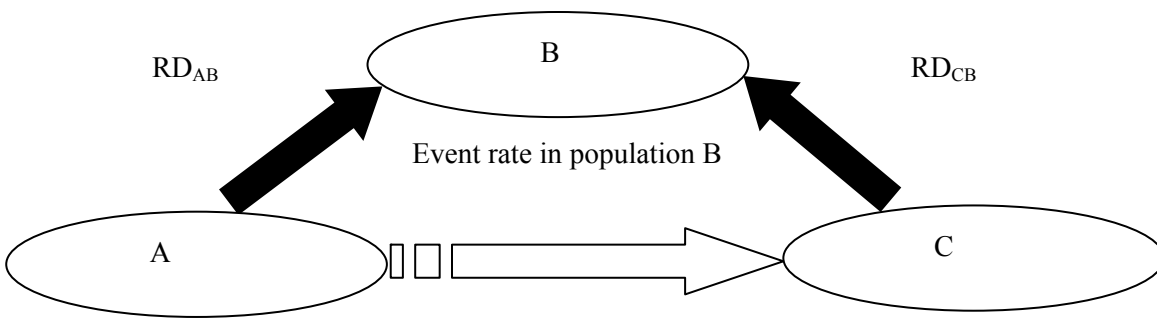 B
RD_AB
RD_CB
Event rate in population B
A
C